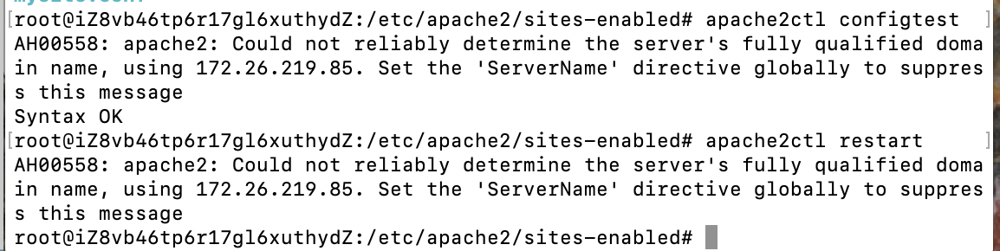 [root@iZ8vb46tp6r17gl6xuthydZ:/etc/apache2/sites-enabled# apache2ctl configtest ]
AH00558: apache2: Could not reliably determine the server's fully qualified doma
in name, using 172.26.219.85. Set the 'ServerName' directive globally to suppres
s this message
Syntax OK
[root@iZ8vb46tp6r17gl6xuthydZ:/etc/apache2/sites-enabled# apache2ctl restart ]
AH00558: apache2: Could not reliably determine the server's fully qualified doma
in name, using 172.26.219.85. Set the 'ServerName' directive globally to suppres
s this message
root@iZ8vb46tp6r17gl6xuthydZ:/etc/apache2/sites-enabled#